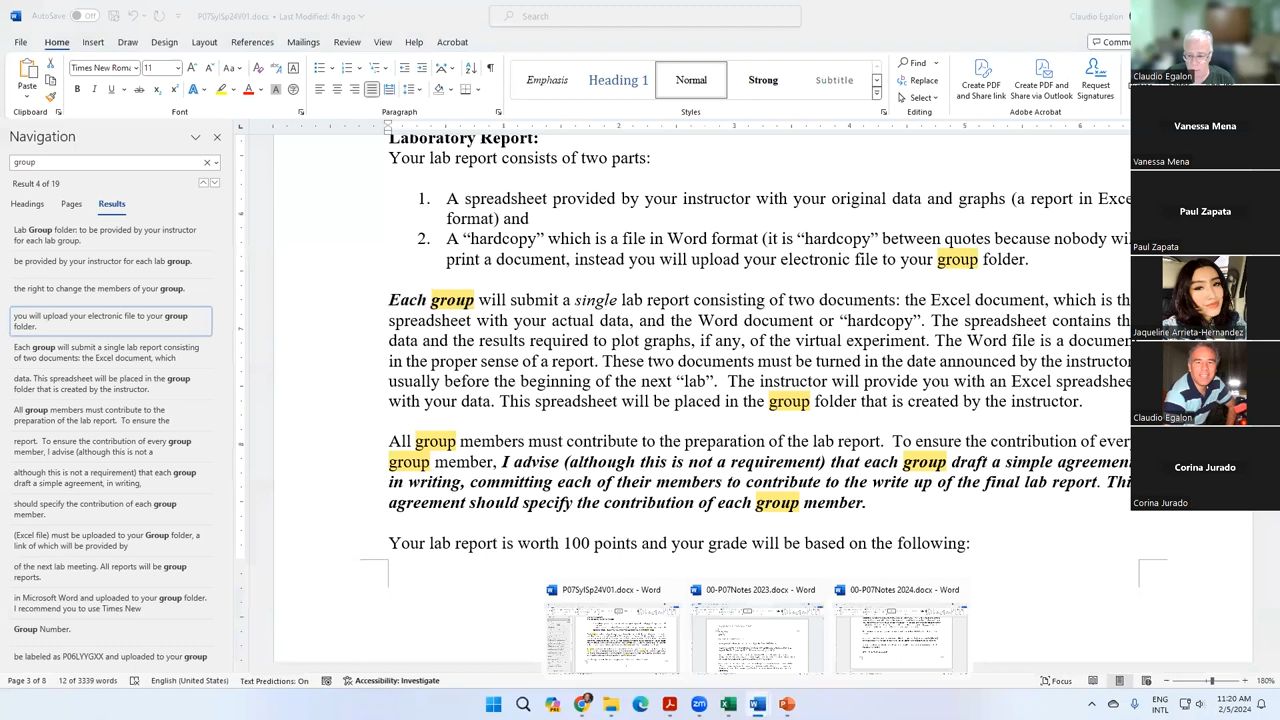 AutoSave Off P07SylSp24V01.docx • Last Modified: 4h ago Search Claudio Egalon
File Home Insert Draw Design Layout References Mailings Review View Help Acrobat
Times New Roma 11 Emphasis Heading 1 Normal Strong Subtitle Find Replace Select
Paste Create PDF and Share link Create PDF and Share via Outlook Request Signatures
Clipboard Font Paragraph Styles Editing Adobe Acrobat
Navigation
group
Result 4 of 19
Headings Pages Results
Lab Group folder: to be provided by your instructor
for each lab group.
be provided by your instructor for each lab group.
the right to change the members of your group.
you will upload your electronic file to your group
folder.
Each group will submit a single lab report consisting
of two documents: the Excel document, which
data. This spreadsheet will be placed in the group
folder that is created by the instructor.
All group members must contribute to the
preparation of the lab report. To ensure the
report. To ensure the contribution of every group
member, I advise (although this is not a
although this is not a requirement) that each group
draft a simple agreement, in writing,
should specify the contribution of each group
member.
(Excel file) must be uploaded to your Group folder, a
link of which will be provided by
of the next lab meeting. All reports will be group
reports.
in Microsoft Word and uploaded to your group folder.
I recommend you to use Times New
Group Number.
be labeled as P06LYYGXX and uploaded to your group
Laboratory Report:
Your lab report consists of two parts:
1. A spreadsheet provided by your instructor with your original data and graphs (a report in Exce
format) and
2. A “hardcopy” which is a file in Word format (it is “hardcopy” between quotes because nobody wil
print a document, instead you will upload your electronic file to your group folder.
Each group will submit a single lab report consisting of two documents: the Excel document, which is th
spreadsheet with your actual data, and the Word document or “hardcopy”. The spreadsheet contains th
data and the results required to plot graphs, if any, of the virtual experiment. The Word file is a documen
in the proper sense of a report. These two documents must be turned in the date announced by the instructor
usually before the beginning of the next “lab”. The instructor will provide you with an Excel spreadshee
with your data. This spreadsheet will be placed in the group folder that is created by the instructor.
All group members must contribute to the preparation of the lab report. To ensure the contribution of every
group member, I advise (although this is not a requirement) that each group draft a simple agreement
in writing, convening each of their members to contribute to the write up of the final lab report. Thi
agreement should specify the contribution of each group member.
Your lab report is worth 100 points and your grade will be based on the following:
P07SylSp24V01.docx - Word 00-P07Notes 2023.docx - Word 00-P07Notes 2024.docx - Word
Claudio Egalon
Vanessa Mena
Vanessa Mena
Paul Zapata
Paul Zapata
Jaqueline Arrieta-Hernandez
Claudio Egalon
Corina Jurado
Corina Jurado
Page 3 of 8 12 of 3339 words English (United States) Text Predictions: On Accessibility: Investigate Focus 180%
ENG
INTL
11:20 AM
2/5/2024